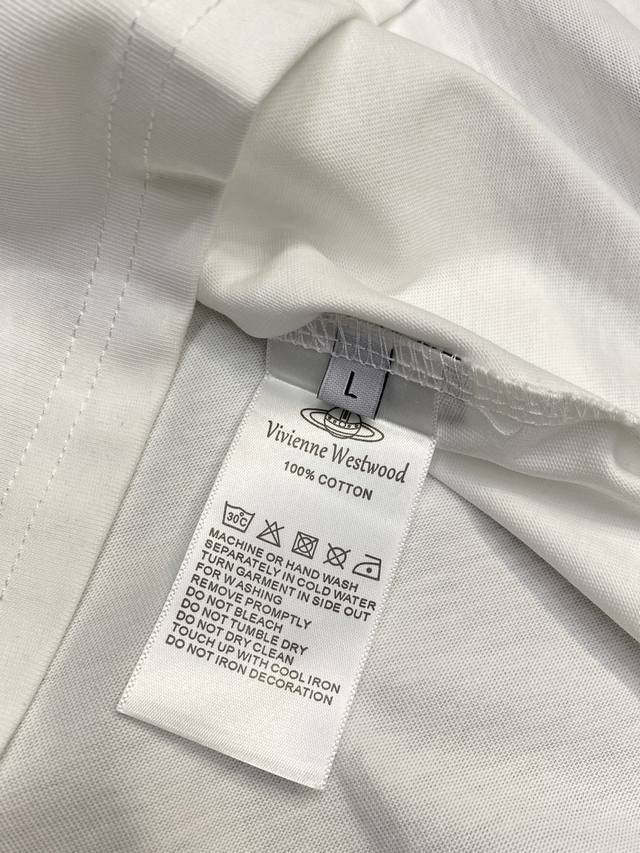 L
Vivienne Westwood
100% COTTON
30°C
MACHINE OR HAND WASH
SEPARATELY IN COLD WATER
TURN GARMENT IN SIDE OUT
FOR WASHING
REMOVE PROMPTLY
DO NOT BLEACH
DO NOT TUMBLE DRY
DO NOT DRY CLEAN
TOUCH UP WITH COOL IRON
DO NOT IRON DECORATION